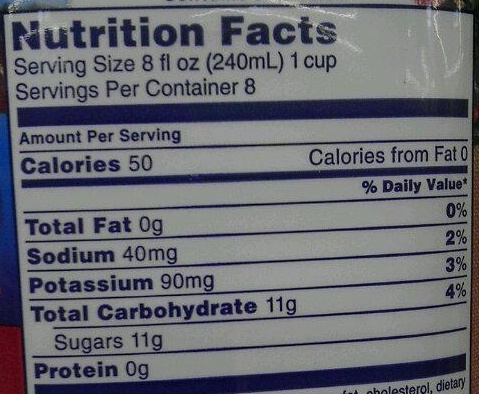 Nutrition Facts
Serving Size 8 fl oz (240mL) 1 cup
Servings Per Container 8
Amount Per Serving
Calories 50 Calories from Fat 0
% Daily Value*
Total Fat 0g 0%
Sodium 40mg 2%
Potassium 90mg 3%
Total Carbohydrate 11g 4%
Sugars 11g
Protein 0g
fat, cholesterol, dietary